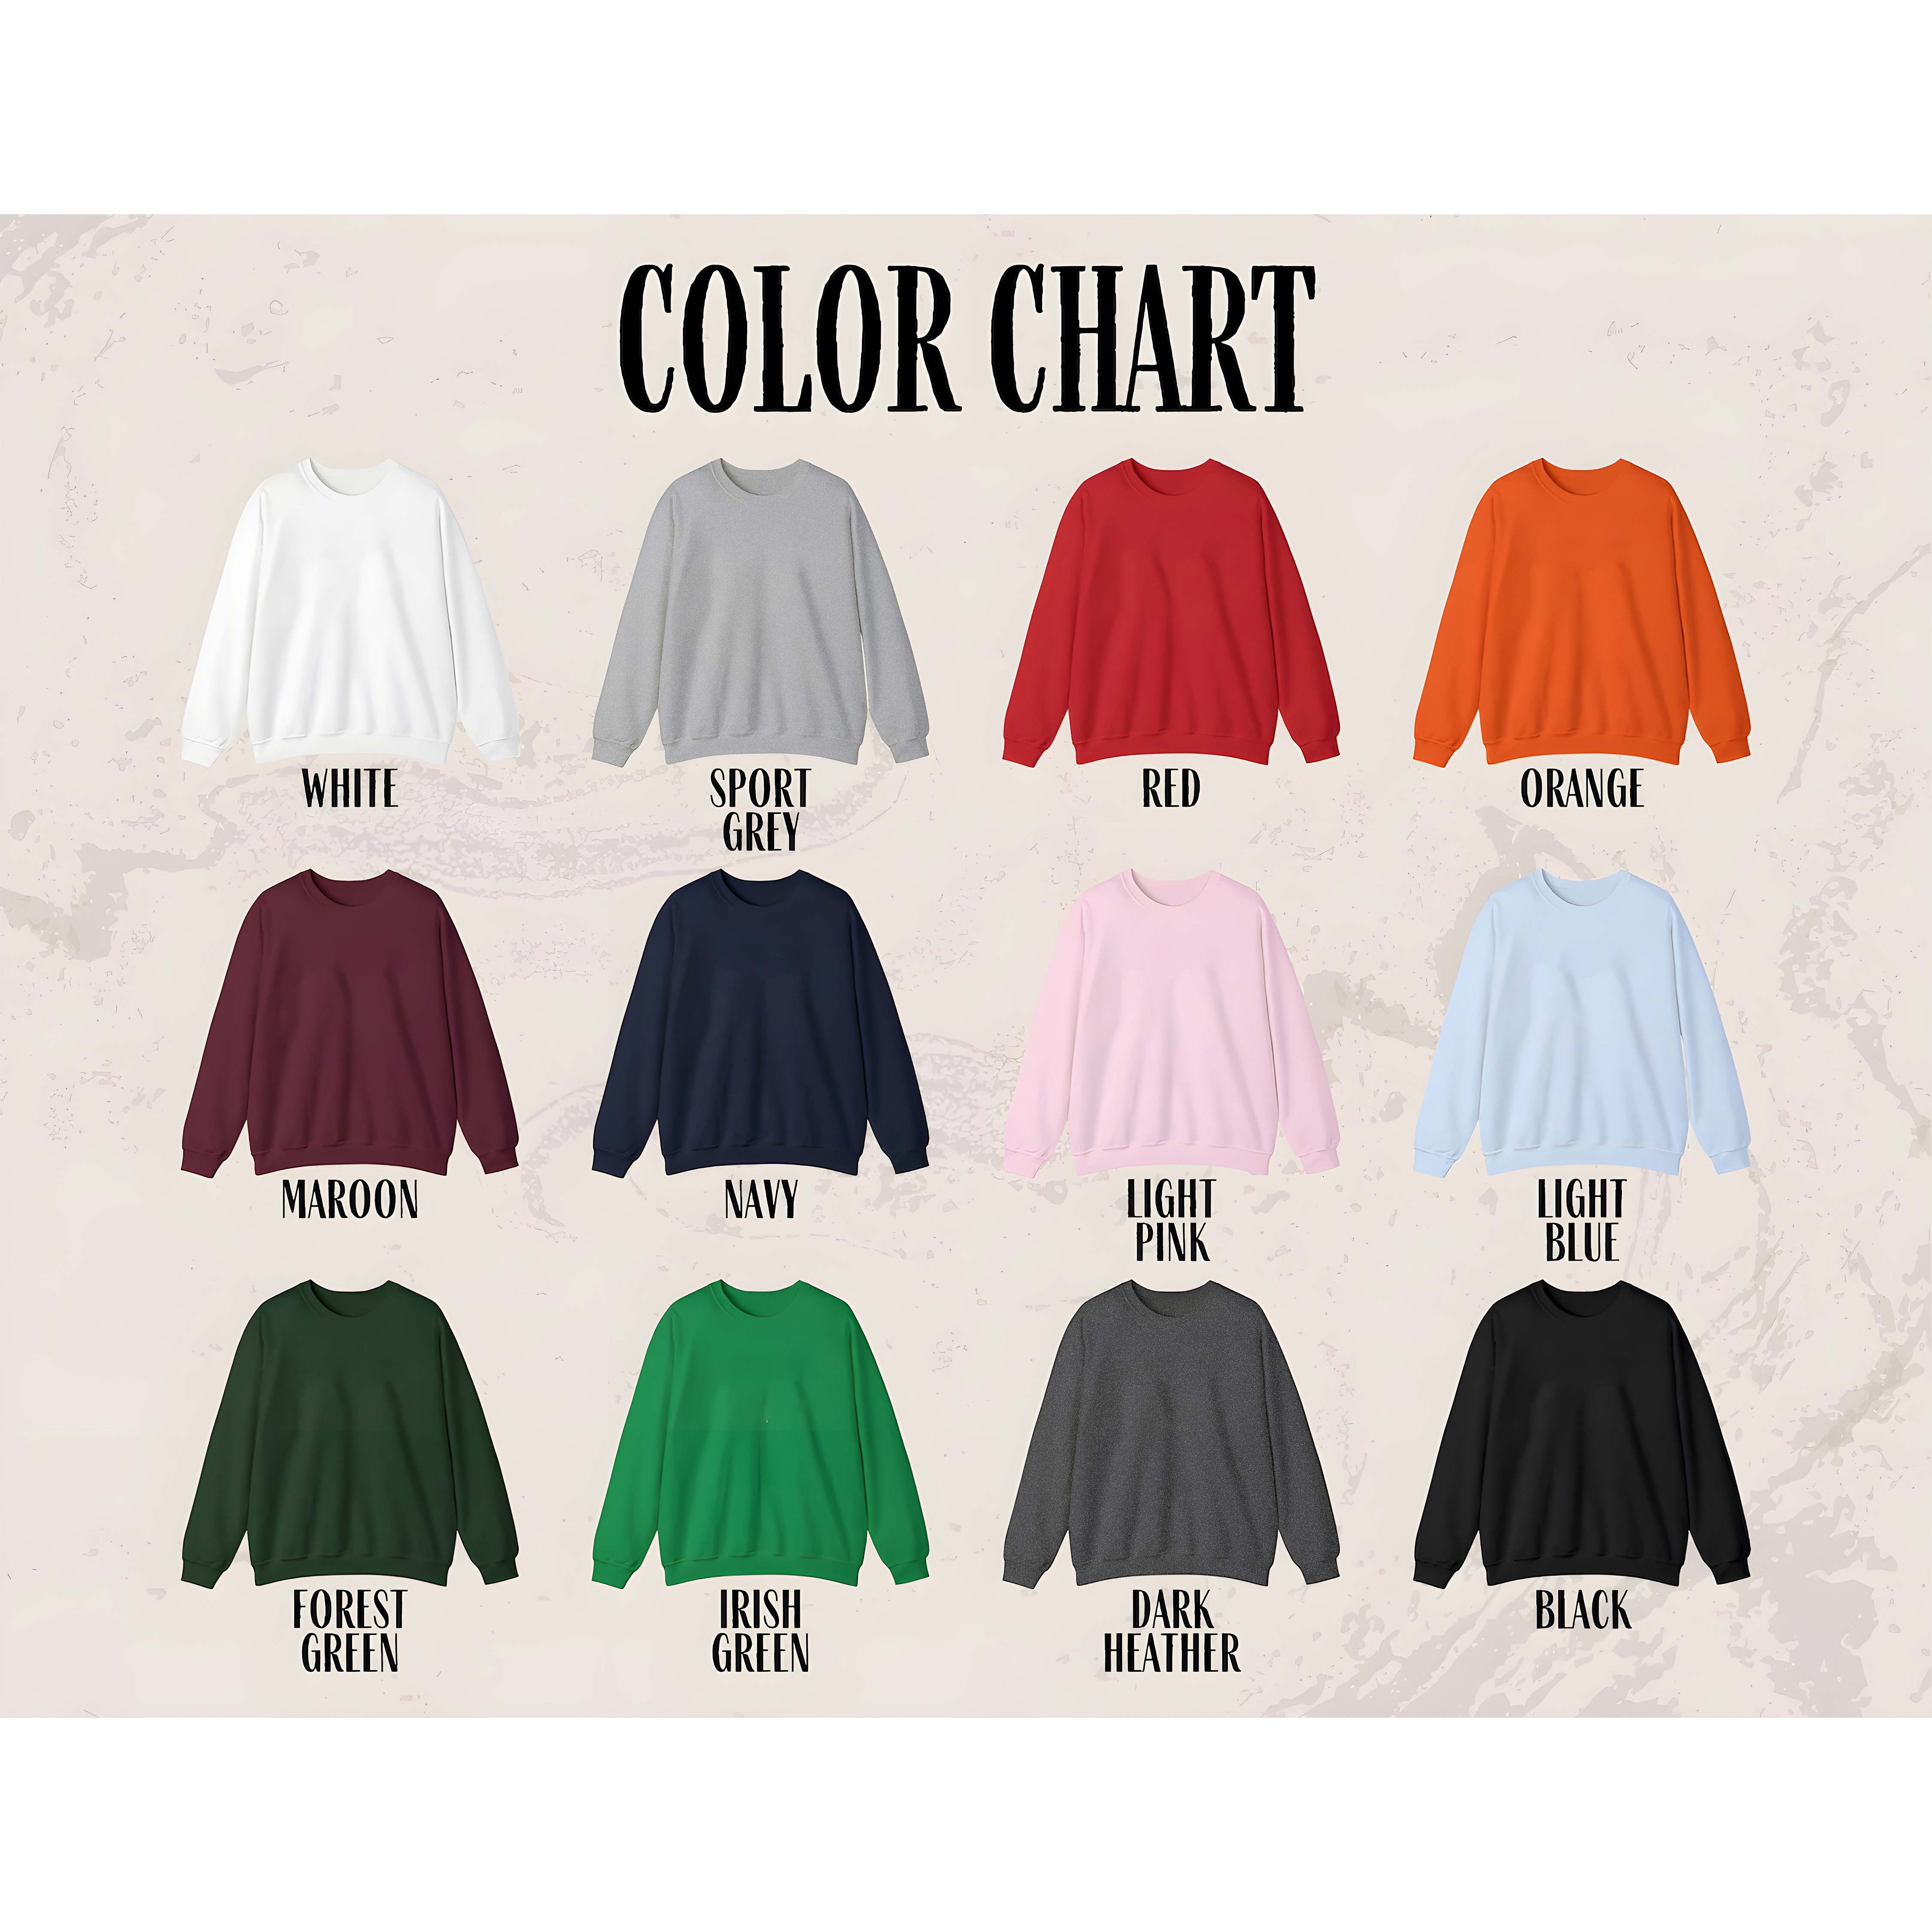 COLOR CHART
WHITE
SPORT
GREY
RED
ORANGE
MAROON
NAVY
LIGHT
PINK
LIGHT
BLUE
FOREST
GREEN
IRISH
GREEN
DARK
HEATHER
BLACK